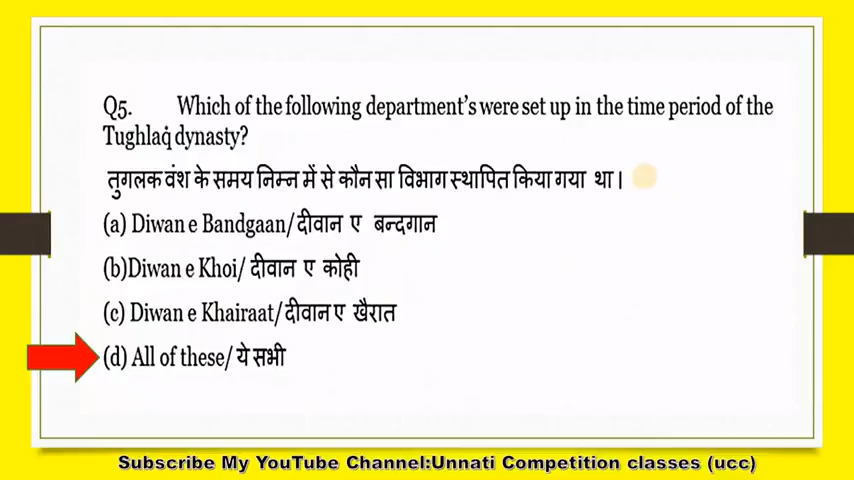 Q5. Which of the following department's were set up in the time period of the
Tughlaq dynasty?
तुगलक वंश के समय निम्न में से कौन सा विभाग स्थापित किया गया था।
(a) Diwan e Bandgaan/दीवान ए बन्दगान
(b)Diwan e Khoi/ दीवान ए कोही
(c) Diwan e Khairaat/दीवान ए खैरात
(d) All of these/ ये सभी
Subscribe My YouTube Channel:Unnati Competition classes (ucc)